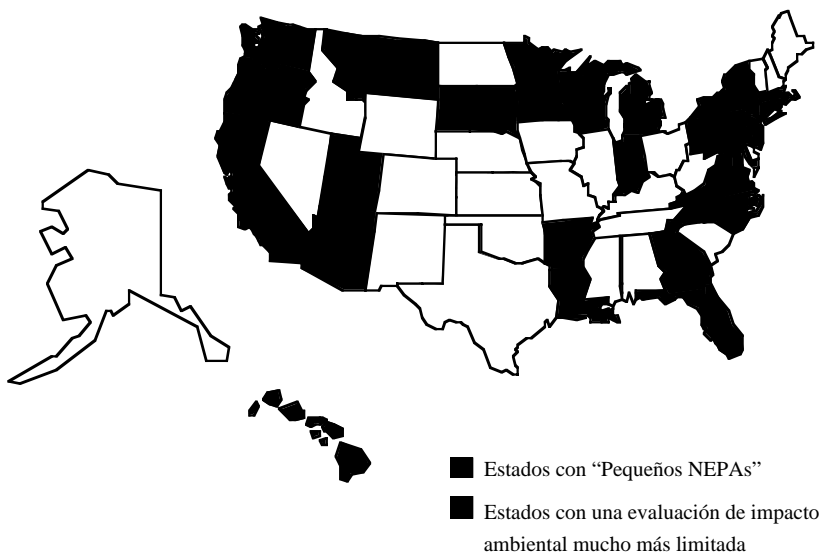 Estados con “Pequeños NEPAs”
Estados con una evaluación de impacto
ambiental mucho más limitada